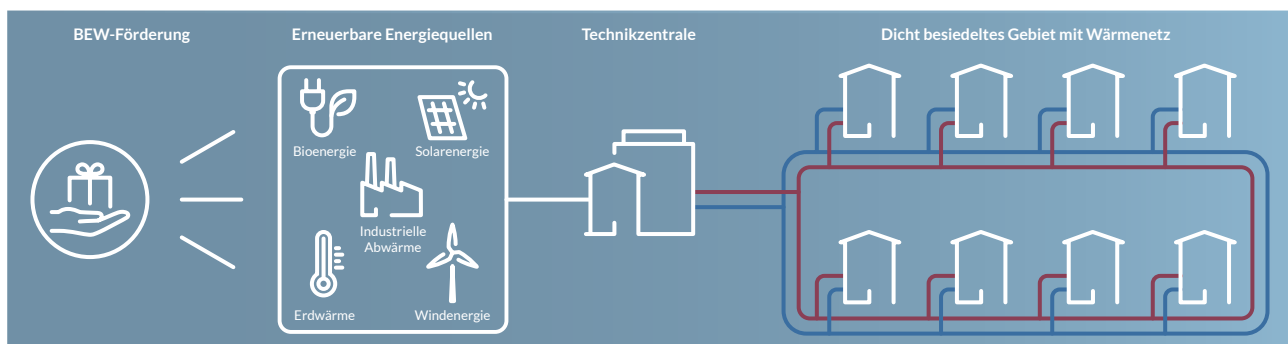 BEW-Förderung
Erneuerbare Energiequellen
Technikzentrale
Dicht besiedeltes Gebiet mit Wärmenetz
Bioenergie
Solarenergie
Industrielle
Abwärme
Erdwärme
Windenergie